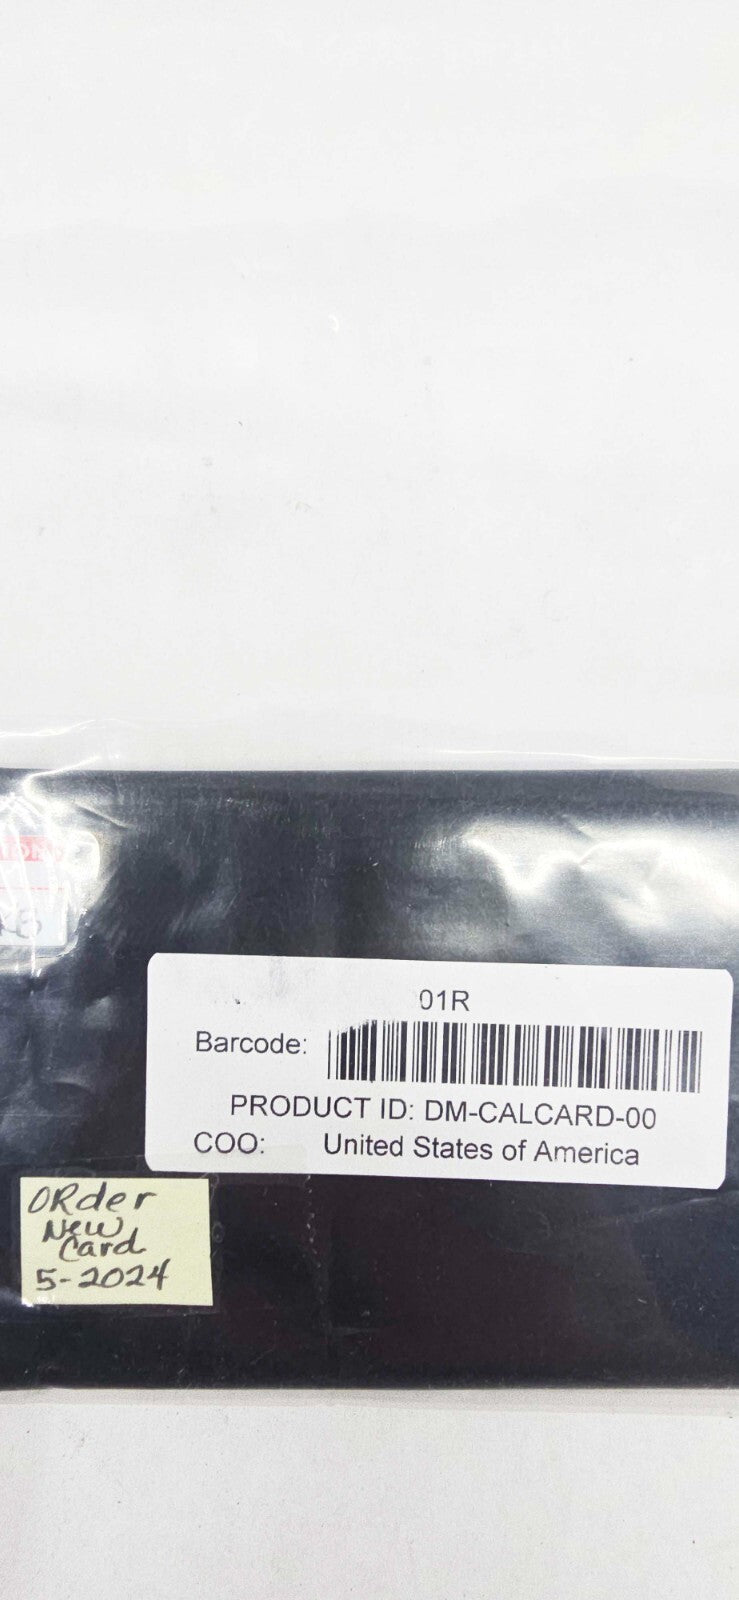 01R
Barcode:
PRODUCT ID: DM-CALCARD-00
COO: United States of America
ORder
New
Card
5-2024